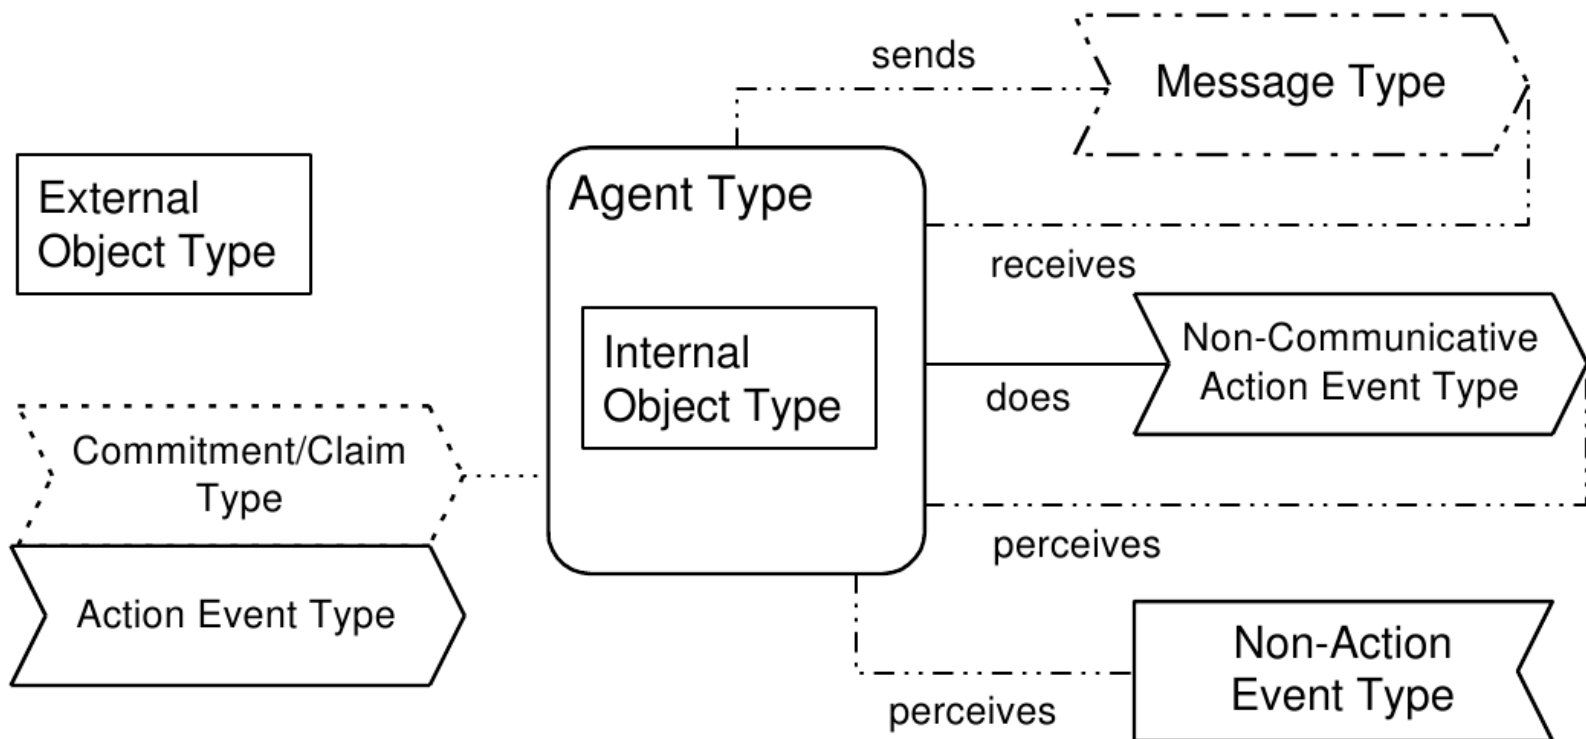 sends
Message Type
External
Object Type
Agent Type
receives
Internal
Object Type
Non-Communicative
Action Event Type
does
Commitment/Claim
Type
perceives
Action Event Type
Non-Action
Event Type
perceives